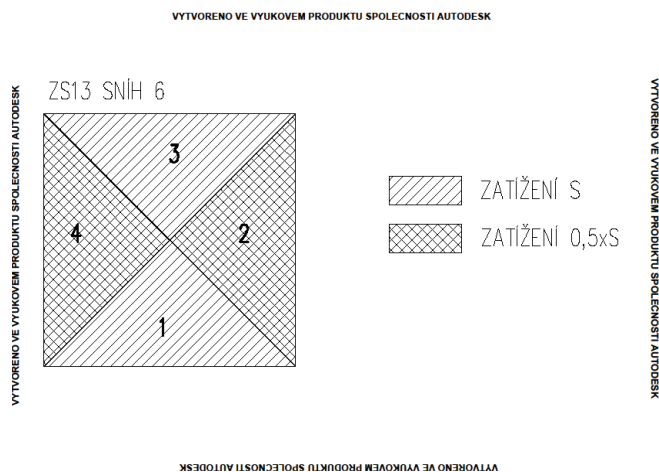 VYTVORENO VE VYUKOVEM PRODUKTU SPOLECNOSTI AUTODESK
ZS13 SNÍH 6
3
4
2
1
ZATÍŽENÍ S
ZATÍŽENÍ 0,5xS
VYTVORENO VE VYUKOVEM PRODUKTU SPOLECNOSTI AUTODESK
VYTVORENO VE VYUKOVEM PRODUKTU SPOLECNOSTI AUTODESK
VYTVORENO VE VYUKOVEM PRODUKTU SPOLECNOSTI AUTODESK